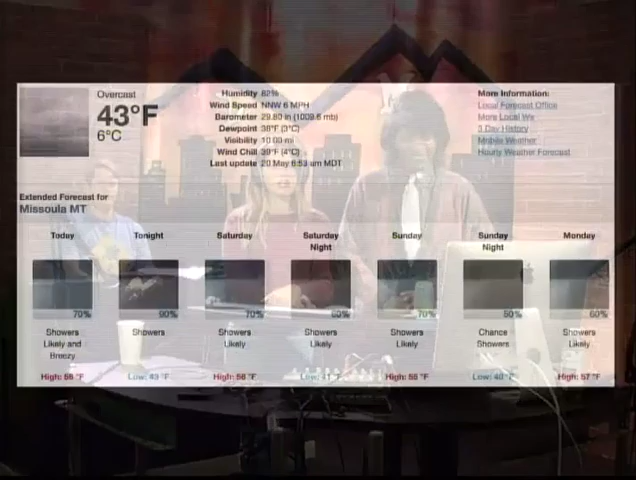 Overcast
43°F
6°C
Humidity 82%
Wind Speed NNW 6 MPH
Barometer 29.80 in (1009.6 mb)
Dewpoint 38°F (3°C)
Visibility 10.00 mi
Wind Chill 39°F (4°C)
Last update 20 May 6:53 am MDT
More Information:
Local Forecast Office
More Local Wx
3 Day History
Mobile Weather
Hourly Weather Forecast
Extended Forecast for
Missoula MT
Today
Tonight
Saturday
Saturday Night
Sunday
Sunday Night
Monday
70%
90%
70%
60%
70%
50%
60%
Showers Likely and Breezy
Showers
Showers Likely
Showers Likely
Showers Likely
Chance Showers
Showers Likely
Low: 43 °F
High: 56 °F
Low: 40 °F
High: 57 °F